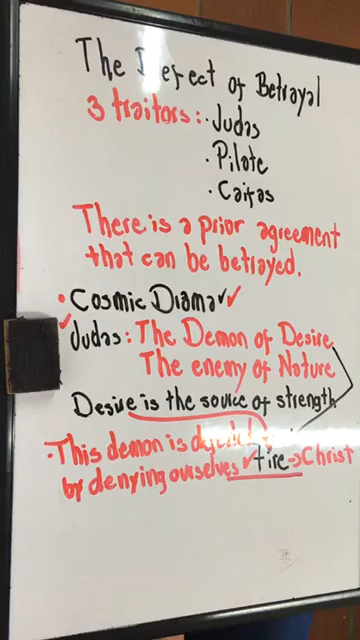 The Defect of Betrayal
3 traitors: · Judas
· Pilate
· Caifas
There is a prior agreement
that can be betrayed.
· Cosmic Drama ✓✓
✓ Judas: The Demon of Desire
The enemy of Nature
Desire is the source of strength
· This demon is
by denying ourselves ✓ Fire → Christ